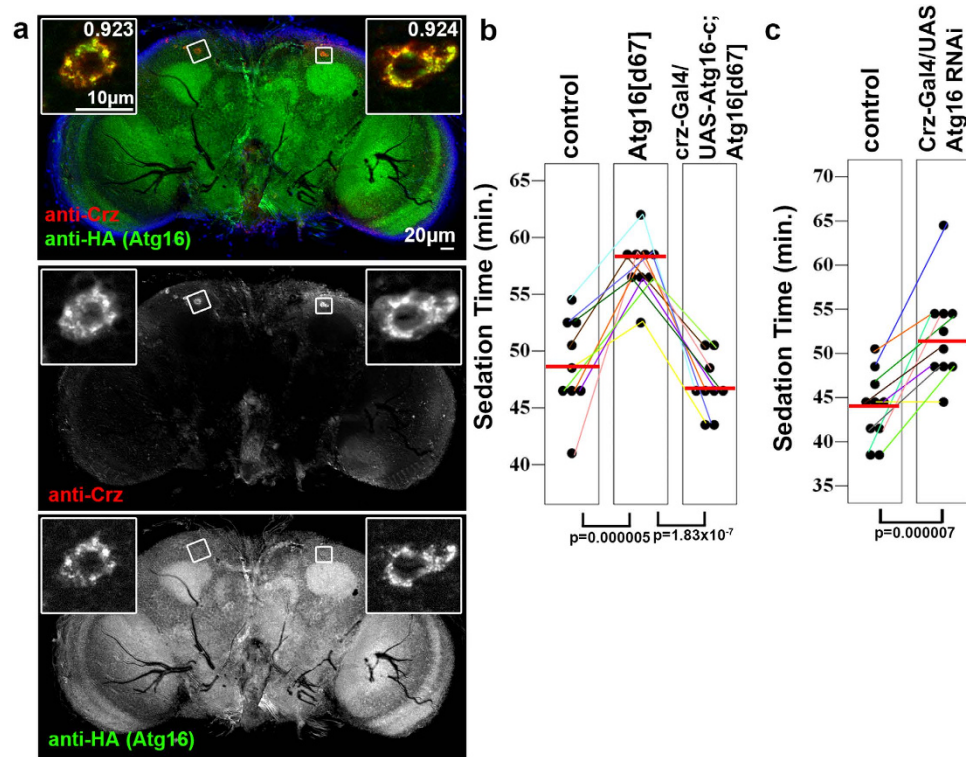 a
0.923
0.924
10µm
anti-Crz
anti-HA (Atg16)
20µm
anti-Crz
anti-HA (Atg16)
b
control
Atg16[d67]
crz-Gal4/
UAS-Atg16-c;
Atg16[d67]
Sedation Time (min.)
65
60
55
50
45
40
p=0.000005
p=1.83x10⁻⁷
c
control
Crz-Gal4/UAS
Atg16 RNAi
Sedation Time (min.)
70
65
60
55
50
45
40
35
p=0.000007